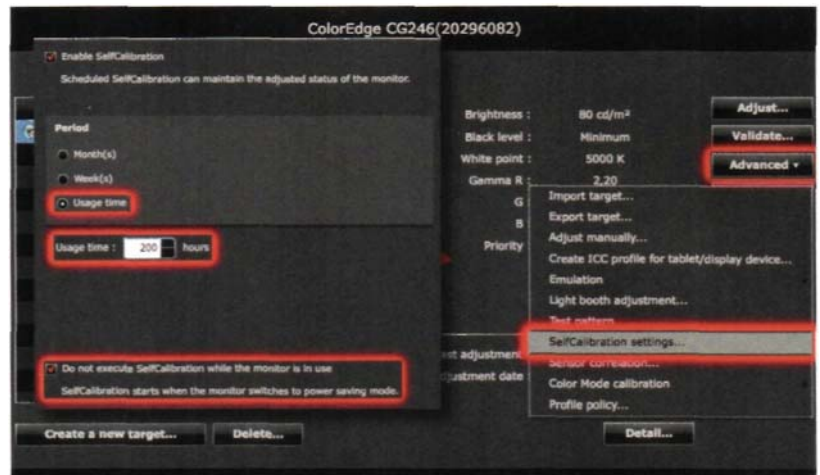 ColorEdge CG246(20296082)
Enable SelfCalibration
Scheduled SelfCalibration can maintain the adjusted status of the monitor.
Period
Month(s)
Week(s)
Usage time
Usage time : 200 hours
Do not execute SelfCalibration while the monitor is in use
SelfCalibration starts when the monitor switches to power saving mode.
Brightness : 80 cd/m²
Black level : Minimum
White point : 5000 K
Gamma R : 2,20
G
B
Priority
Adjust...
Validate...
Advanced
Import target...
Export target...
Adjust manually...
Create ICC profile for tablet/display device...
Emulation
Light booth adjustment...
Test pattern
SelfCalibration settings...
Sensor correlation...
Color Mode calibration
Profile policy...
est adjustment
djustment date
Create a new target...
Delete...
Detail...